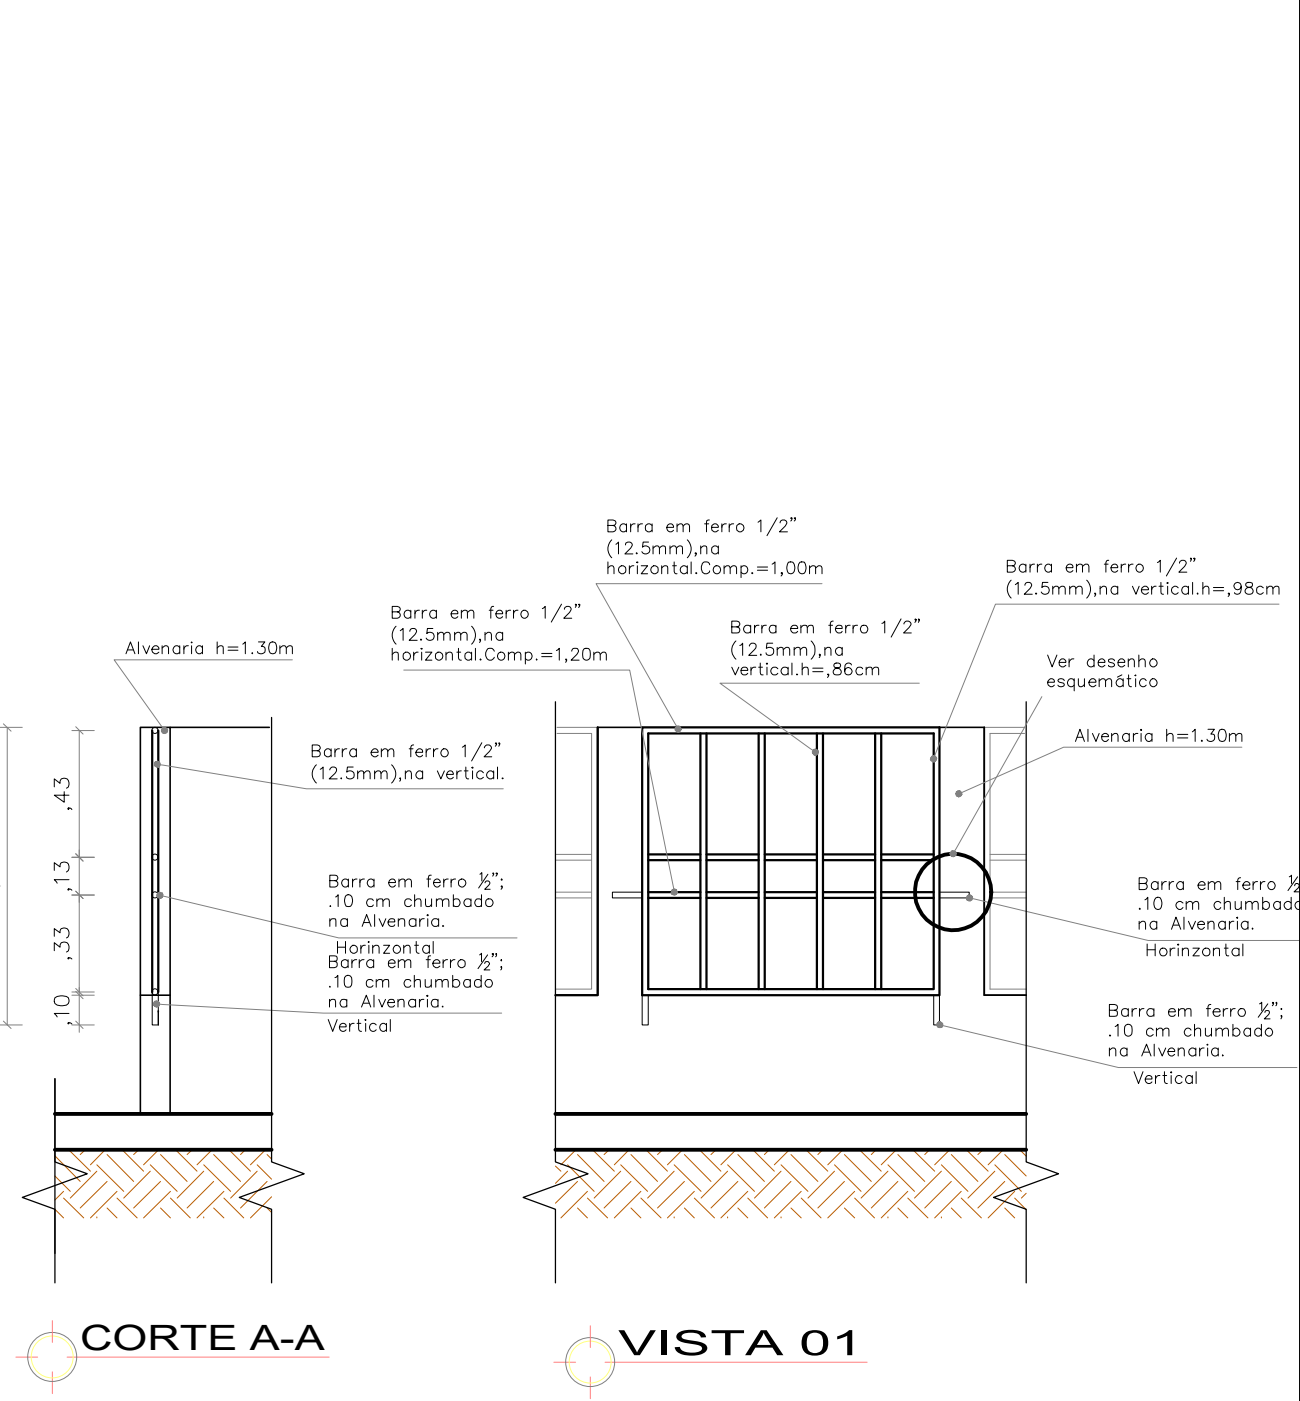 Barra em ferro 1/2”
(12.5mm),na
horizontal.Comp.=1,00m
Barra em ferro 1/2”
(12.5mm),na vertical.h=,98cm
Barra em ferro 1/2”
(12.5mm),na
horizontal.Comp.=1,20m
Barra em ferro 1/2”
(12.5mm),na
vertical.h=,86cm
Alvenaria h=1.30m
Ver desenho
esquemático
Alvenaria h=1.30m
Barra em ferro 1/2”
(12.5mm),na vertical.
,43
,13
,33
,10
Barra em ferro ½”;
.10 cm chumbado
na Alvenaria.
Horinzontal
Barra em ferro ½”;
.10 cm chumbado
na Alvenaria.
Vertical
Barra em ferro ½
.10 cm chumbado
na Alvenaria.
Horinzontal
Barra em ferro ½”;
.10 cm chumbado
na Alvenaria.
Vertical
CORTE A-A
VISTA 01